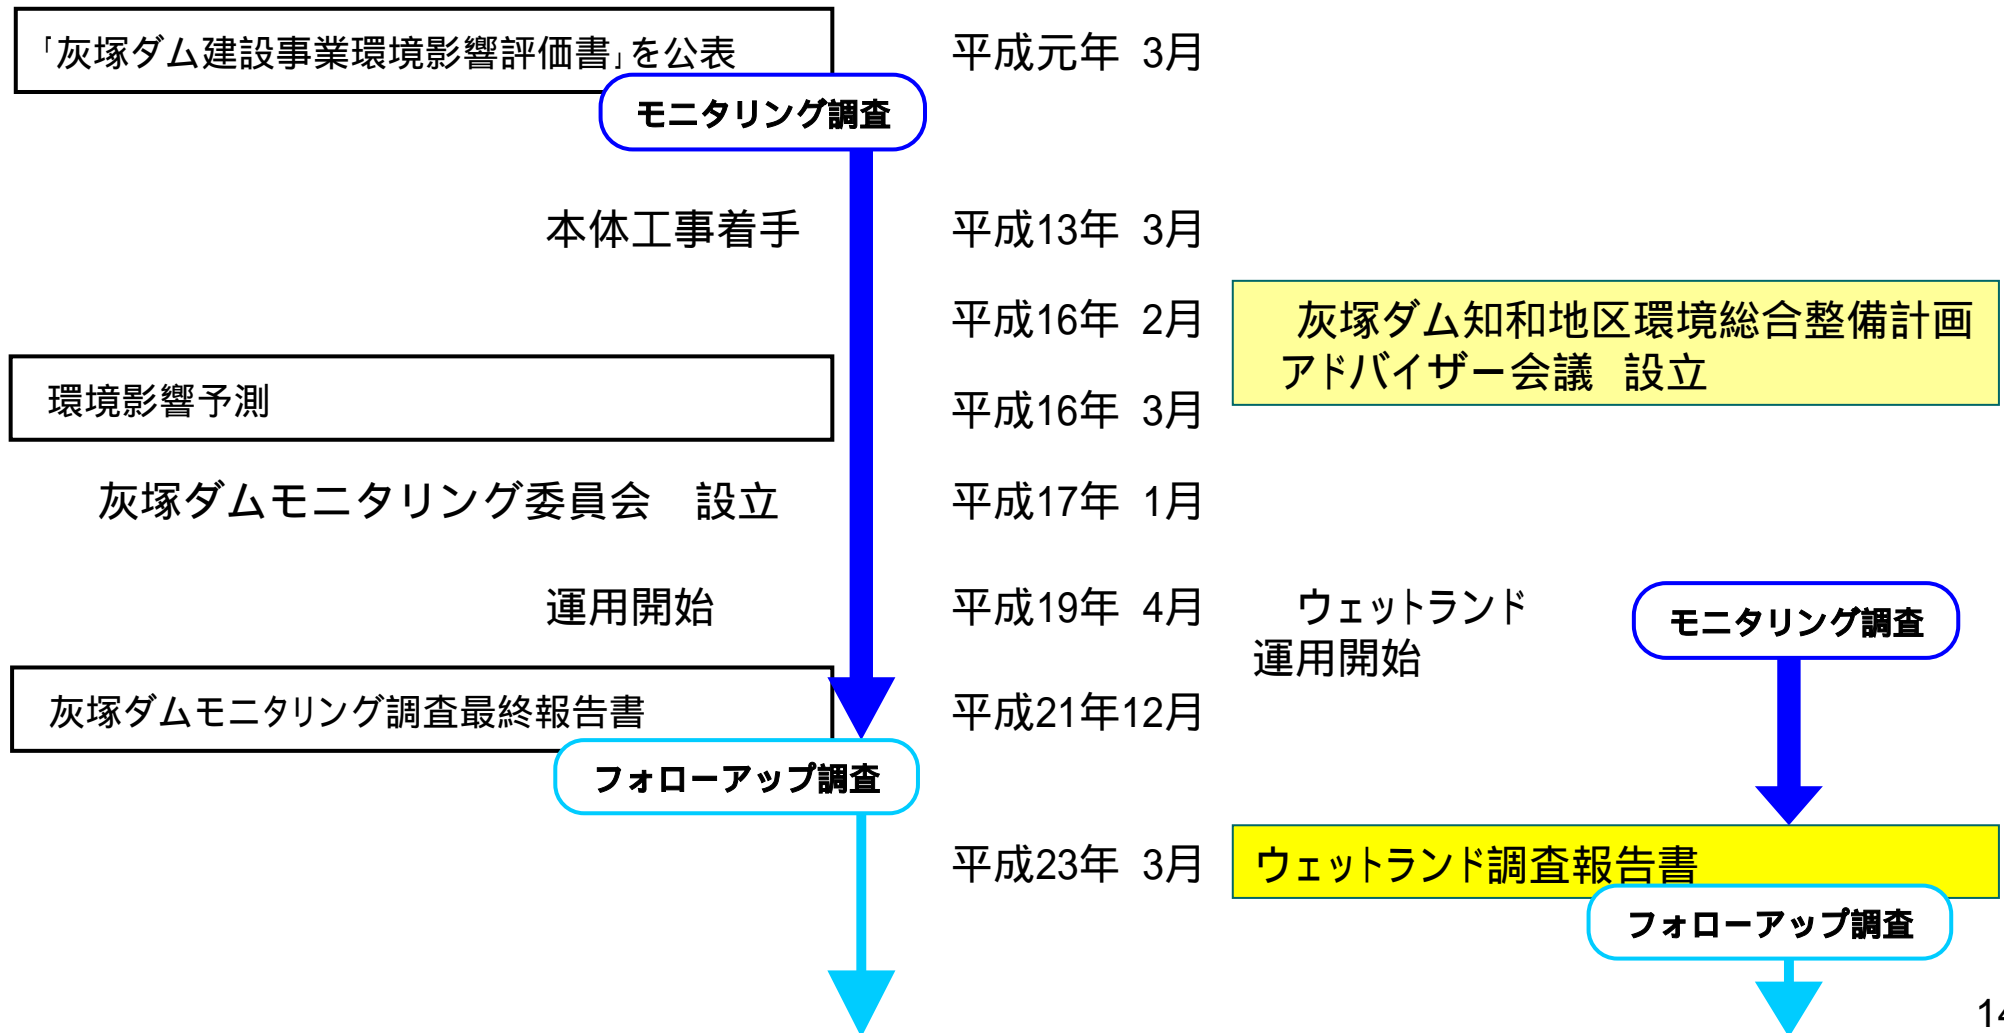 「灰塚ダム建設事業環境影響評価書」を公表
平成元年 3月
モニタリング調査
本体工事着手
平成13年 3月
平成16年 2月
灰塚ダム知和地区環境総合整備計画
アドバイザー会議 設立
環境影響予測
平成16年 3月
灰塚ダムモニタリング委員会 設立
平成17年 1月
運用開始
平成19年 4月
ウェットランド
運用開始
モニタリング調査
灰塚ダムモニタリング調査最終報告書
平成21年12月
フォローアップ調査
平成23年 3月
ウェットランド調査報告書
フォローアップ調査
14